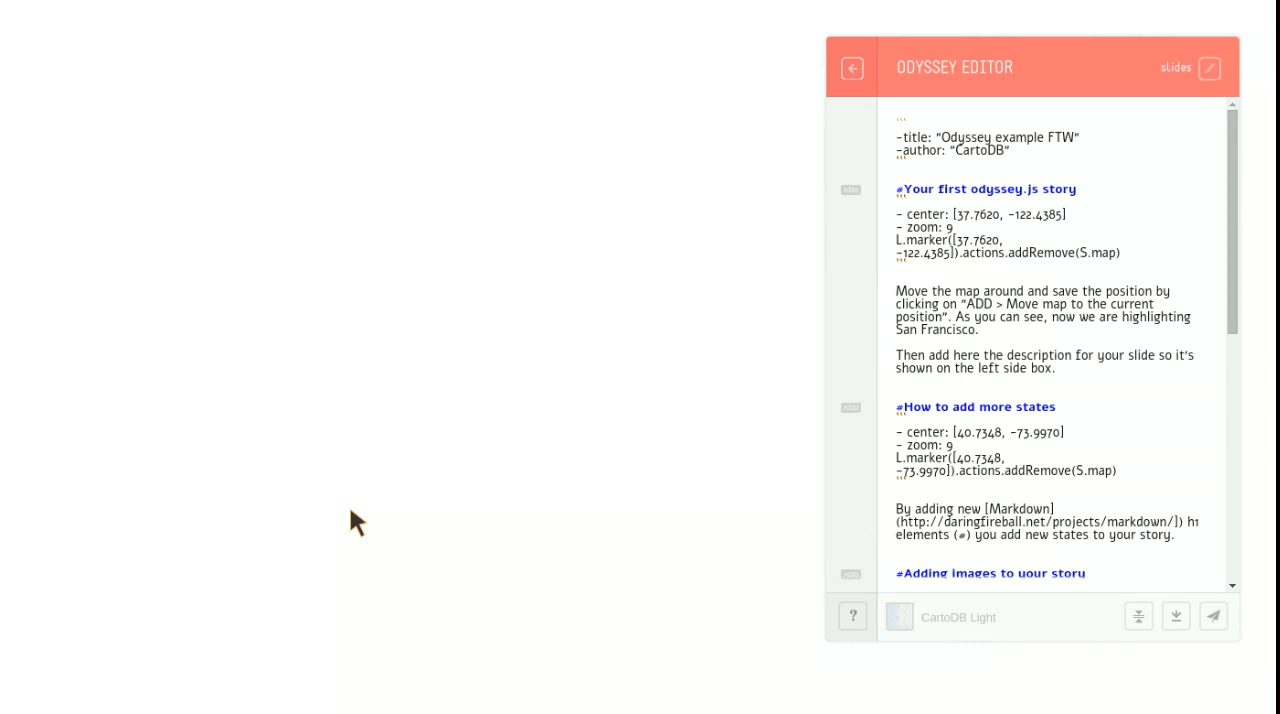 ODYSSEY EDITOR
slides
```
-title: "Odyssey example FTW"
-author: "CartoDB"
```
ADD
#Your first odyssey.js story
```
- center: [37.7620, -122.4385]
- zoom: 9
L.marker([37.7620,
-122.4385]).actions.addRemove(S.map)
```
Move the map around and save the position by
clicking on "ADD > Move map to the current
position". As you can see, now we are highlighting
San Francisco.
Then add here the description for your slide so it's
shown on the left side box.
ADD
#How to add more states
```
- center: [40.7348, -73.9970]
- zoom: 9
L.marker([40.7348,
-73.9970]).actions.addRemove(S.map)
```
By adding new [Markdown]
(http://daringfireball.net/projects/markdown/]) h1
elements (#) you add new states to your story.
ADD
#Adding images to your story
?
CartoDB Light